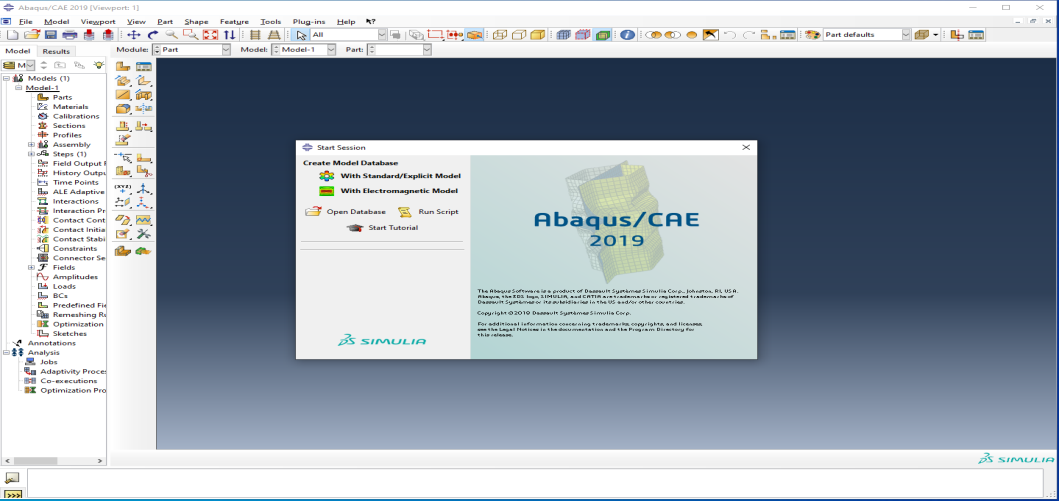 Abaqus/CAE 2019 [Viewport: 1]
File Model Viewport View Part Shape Feature Tools Plug-ins Help
All
Part defaults
Model Results
Module: Part Model: Model-1 Part:
Models (1)
Model-1
Parts
Materials
Calibrations
Sections
Profiles
Assembly
Steps (1)
Field Output
History Outpu
Time Points
ALE Adaptive
Interactions
Interaction Pr
Contact Cont
Contact Initia
Contact Stabi
Constraints
Connector Se
Fields
Amplitudes
Loads
BCs
Predefined Fie
Remeshing Ru
Optimization
Sketches
Annotations
Analysis
Jobs
Adaptivity Proce
Co-executions
Optimization Pro
(XYZ)
Start Session
Create Model Database
With Standard/Explicit Model
With Electromagnetic Model
Open Database Run Script
Start Tutorial
SIMULIA
Abaqus/CAE
2019
The Abaqus Software is a product of Dassault Systèmes Simulia Corp., Johnston, RI, USA.
Abaqus, the 3DS logo, SIMULIA, and CATIA are trademarks or registered trademarks of
Dassault Systèmes or its subsidiaries in the US and/or other countries.
Copyright ©2018 Dassault Systèmes Simulia Corp.
For additional information concerning trademarks, copyrights, and licenses,
see the Legal Notices in the documentation and the Program Directory for
this release.
SIMULIA
>>>